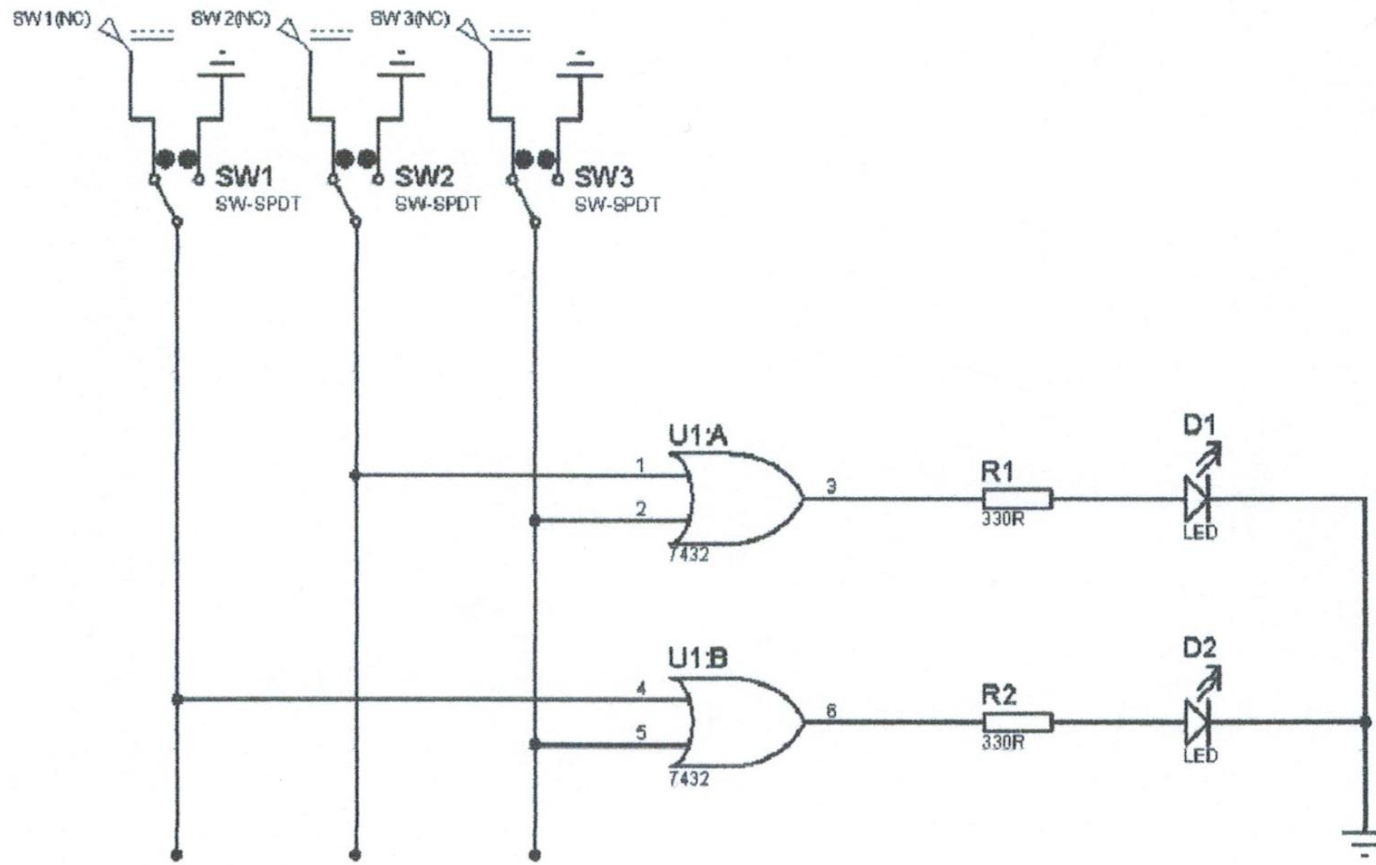 SW1(NC)
SW2(NC)
SW3(NC)
SW1
SW-SPDT
SW2
SW-SPDT
SW3
SW-SPDT
U1:A
1
2
3
7432
R1
330R
D1
LED
U1:B
4
5
6
7432
R2
330R
D2
LED